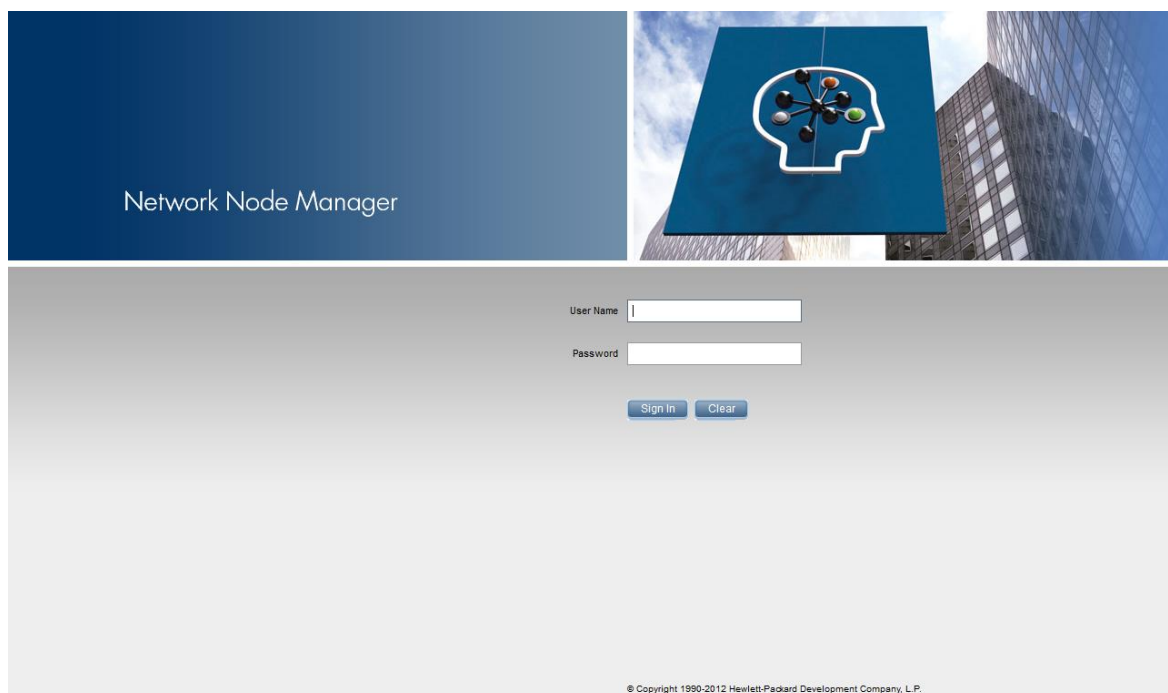 Network Node Manager
User Name
Password
Sign In Clear
© Copyright 1990-2012 Hewlett-Packard Development Company, L.P.